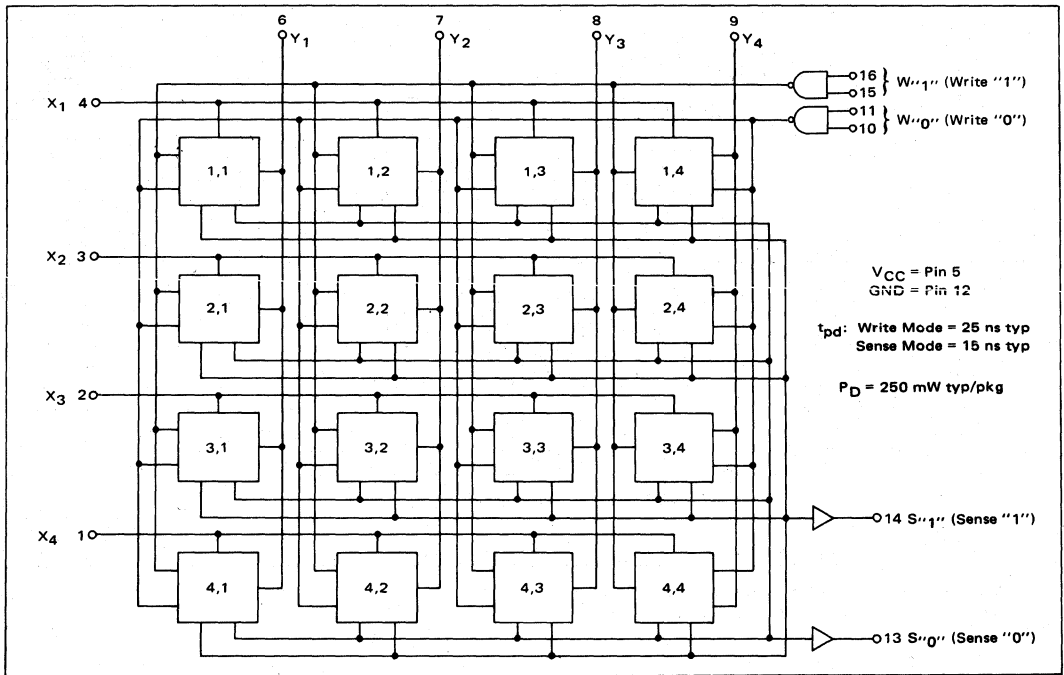 6 7 8 9
Y1 Y2 Y3 Y4
16
15
W"1" (Write "1")
X1 4
11
10
W"0" (Write "0")
1,1 1,2 1,3 1,4
X2 3
2,1 2,2 2,3 2,4
VCC = Pin 5
GND = Pin 12
tpd: Write Mode = 25 ns typ
Sense Mode = 15 ns typ
PD = 250 mW typ/pkg
X3 2
3,1 3,2 3,3 3,4
14 S"1" (Sense "1")
X4 1
4,1 4,2 4,3 4,4
13 S"0" (Sense "0")